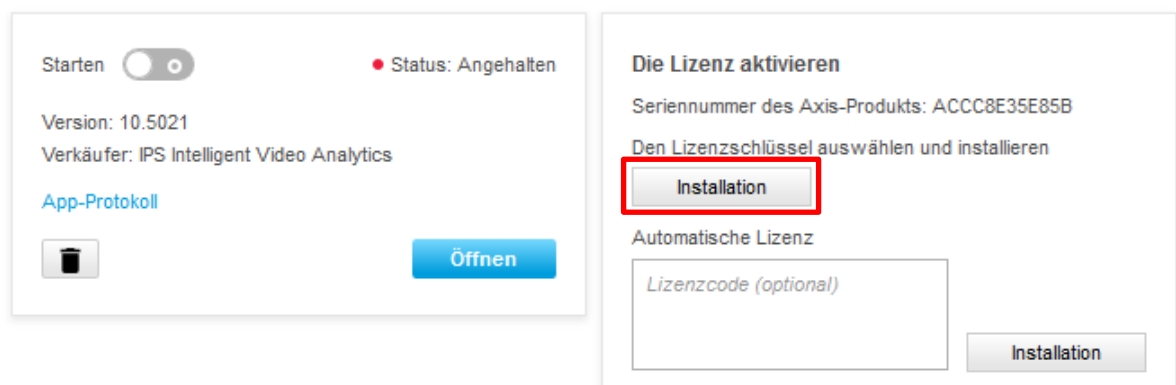 Starten
Status: Angehalten
Version: 10.5021
Verkäufer: IPS Intelligent Video Analytics
App-Protokoll
Öffnen
Die Lizenz aktivieren
Seriennummer des Axis-Produkts: ACCC8E35E85B
Den Lizenzschlüssel auswählen und installieren
Installation
Automatische Lizenz
Lizenzcode (optional)
Installation